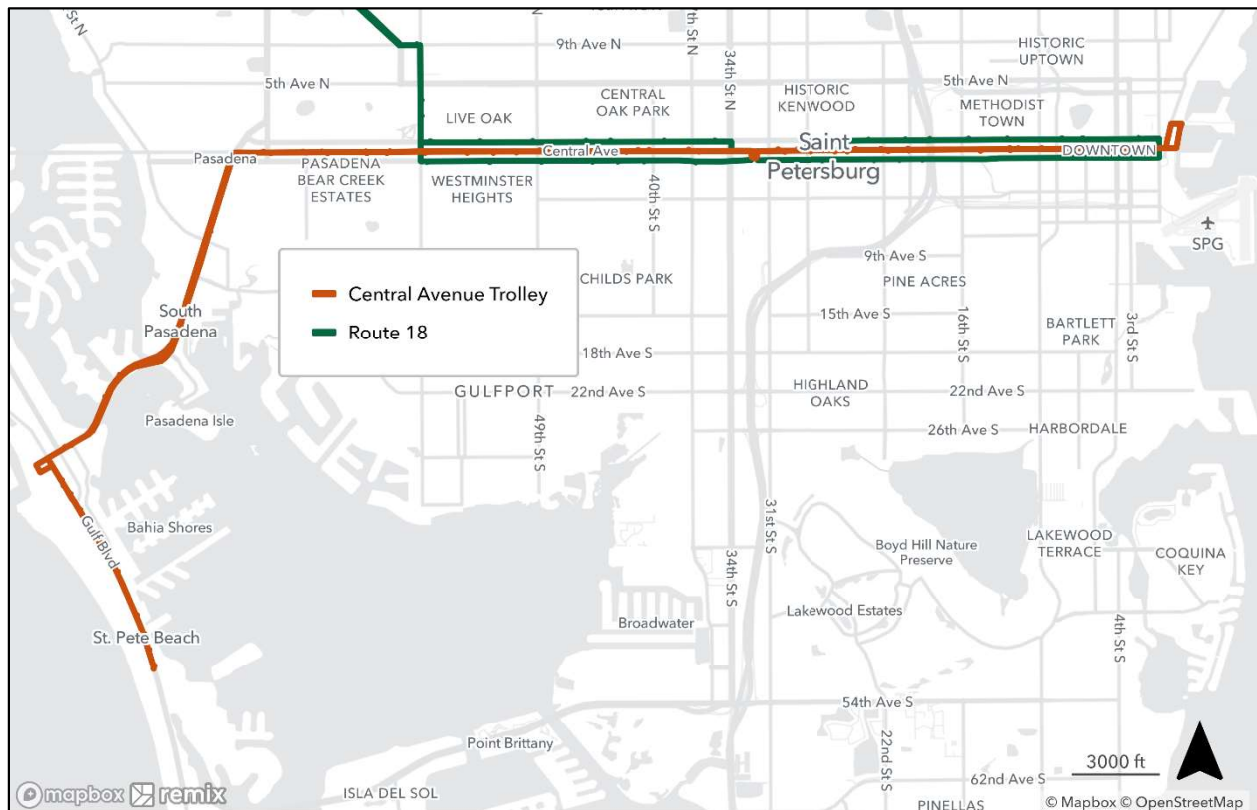 9th Ave N
34th St N
HISTORIC
UPTOWN
5th Ave N
CENTRAL
OAK PARK
HISTORIC
KENWOOD
5th Ave N
METHODIST
TOWN
LIVE OAK
Pasadena
Central Ave
Saint
Petersburg
DOWNTOWN
PASADENA
BEAR CREEK
ESTATES
WESTMINSTER
HEIGHTS
40th St S
SPG
9th Ave S
CHILDS PARK
PINE ACRES
Central Avenue Trolley
Route 18
South
Pasadena
15th Ave S
16th St S
BARTLETT
PARK
3rd St S
18th Ave S
GULFPORT
22nd Ave S
HIGHLAND
OAKS
22nd Ave S
Pasadena Isle
49th St S
26th Ave S
HARBORDALE
Gulf Blvd
Bahia Shores
31st St S
34th St S
Boyd Hill Nature
Preserve
LAKEWOOD
TERRACE
COQUINA
KEY
Lakewood Estates
Broadwater
St. Pete Beach
4th St S
54th Ave S
22nd St S
Point Brittany
3000 ft
62nd Ave S
ISLA DEL SOL
PINELLAS
mapbox remix
© Mapbox © OpenStreetMap